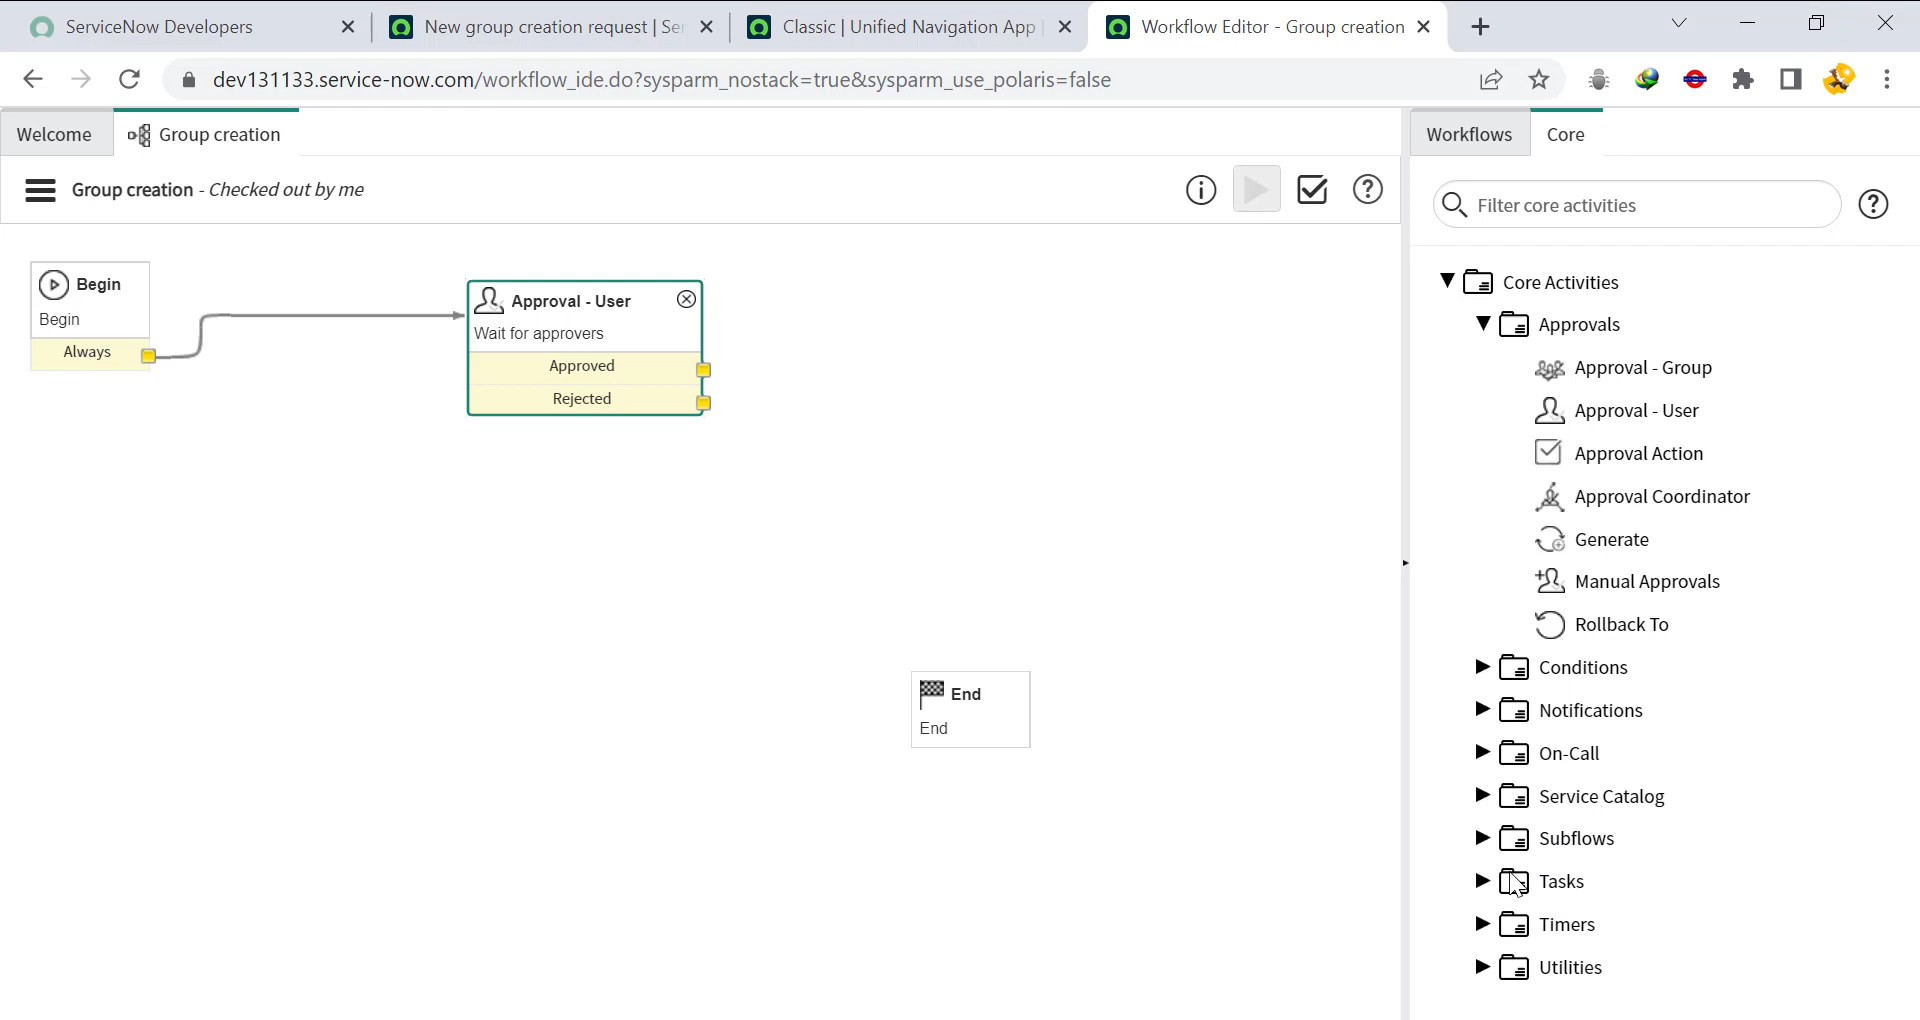 ServiceNow Developers
New group creation request | Ser
Classic | Unified Navigation App |
Workflow Editor - Group creation
dev131133.service-now.com/workflow_ide.do?sysparm_nostack=true&sysparm_use_polaris=false
Welcome
Group creation
Workflows
Core
Group creation - Checked out by me
Filter core activities
Begin
Begin
Always
Approval - User
Wait for approvers
Approved
Rejected
End
End
Core Activities
Approvals
Approval - Group
Approval - User
Approval Action
Approval Coordinator
Generate
Manual Approvals
Rollback To
Conditions
Notifications
On-Call
Service Catalog
Subflows
Tasks
Timers
Utilities